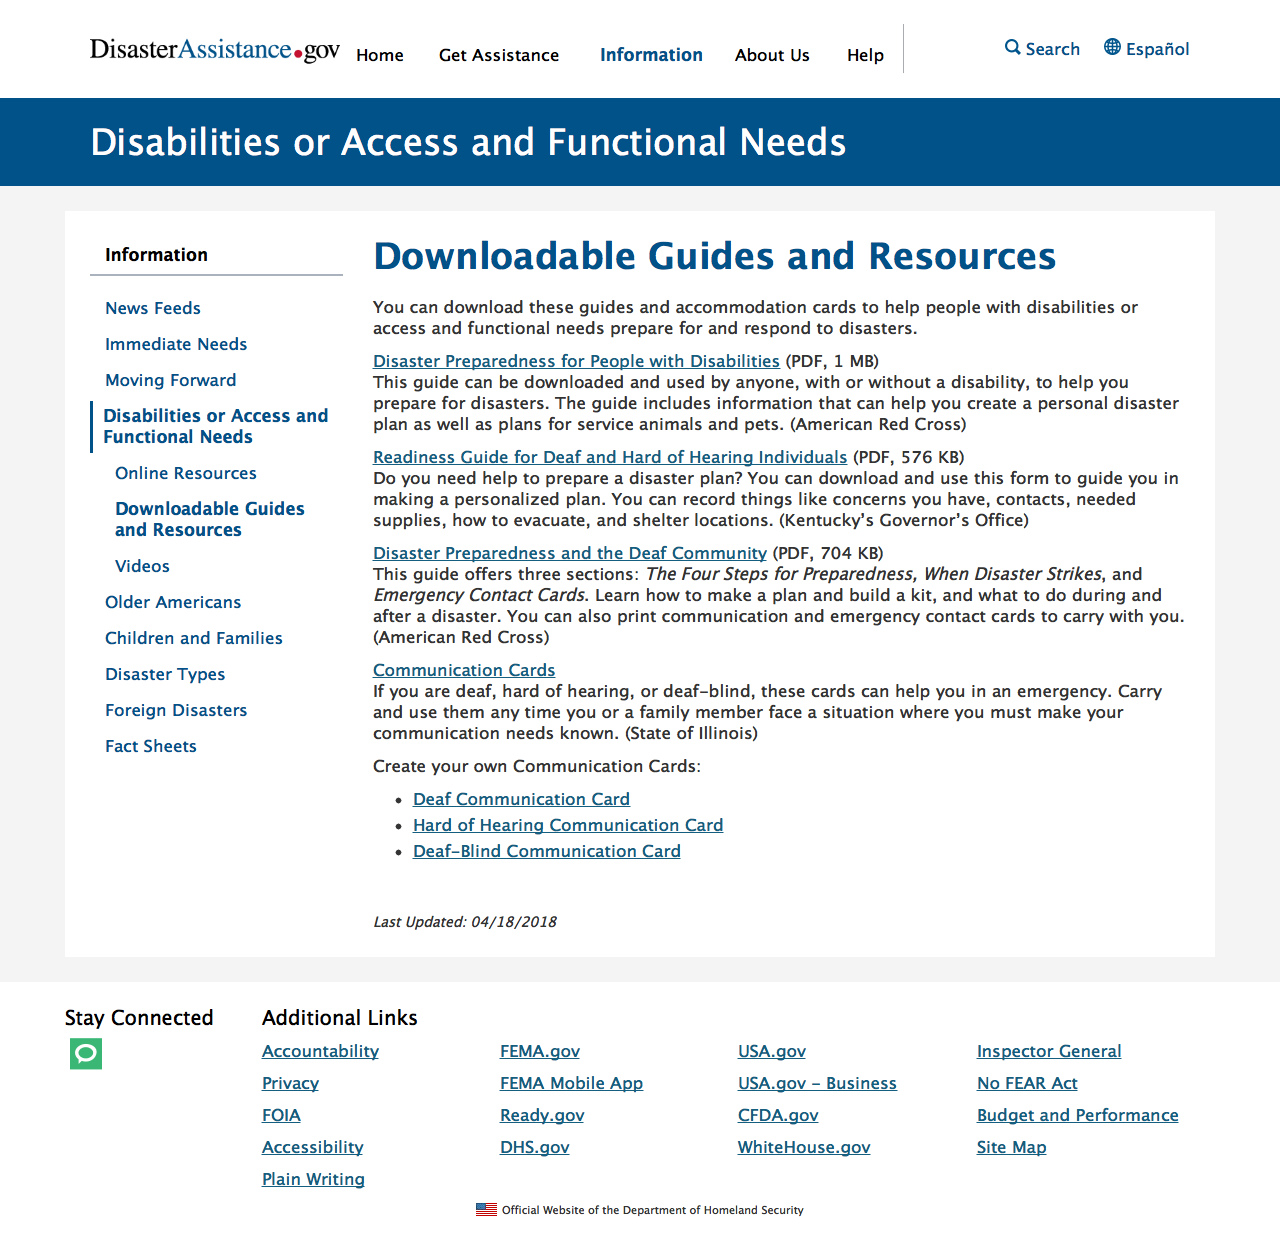 DisasterAssistance.gov Home Get Assistance Information About Us Help Search Español
Disabilities or Access and Functional Needs
Information
News Feeds
Immediate Needs
Moving Forward
Disabilities or Access and
Functional Needs
Online Resources
Downloadable Guides
and Resources
Videos
Older Americans
Children and Families
Disaster Types
Foreign Disasters
Fact Sheets
Downloadable Guides and Resources
You can download these guides and accommodation cards to help people with disabilities or
access and functional needs prepare for and respond to disasters.
Disaster Preparedness for People with Disabilities (PDF, 1 MB)
This guide can be downloaded and used by anyone, with or without a disability, to help you
prepare for disasters. The guide includes information that can help you create a personal disaster
plan as well as plans for service animals and pets. (American Red Cross)
Readiness Guide for Deaf and Hard of Hearing Individuals (PDF, 576 KB)
Do you need help to prepare a disaster plan? You can download and use this form to guide you in
making a personalized plan. You can record things like concerns you have, contacts, needed
supplies, how to evacuate, and shelter locations. (Kentucky’s Governor’s Office)
Disaster Preparedness and the Deaf Community (PDF, 704 KB)
This guide offers three sections: The Four Steps for Preparedness, When Disaster Strikes, and
Emergency Contact Cards. Learn how to make a plan and build a kit, and what to do during and
after a disaster. You can also print communication and emergency contact cards to carry with you.
(American Red Cross)
Communication Cards
If you are deaf, hard of hearing, or deaf-blind, these cards can help you in an emergency. Carry
and use them any time you or a family member face a situation where you must make your
communication needs known. (State of Illinois)
Create your own Communication Cards:
• Deaf Communication Card
• Hard of Hearing Communication Card
• Deaf-Blind Communication Card
Last Updated: 04/18/2018
Stay Connected
Additional Links
Accountability FEMA.gov USA.gov Inspector General
Privacy FEMA Mobile App USA.gov - Business No FEAR Act
FOIA Ready.gov CFDA.gov Budget and Performance
Accessibility DHS.gov WhiteHouse.gov Site Map
Plain Writing
Official Website of the Department of Homeland Security